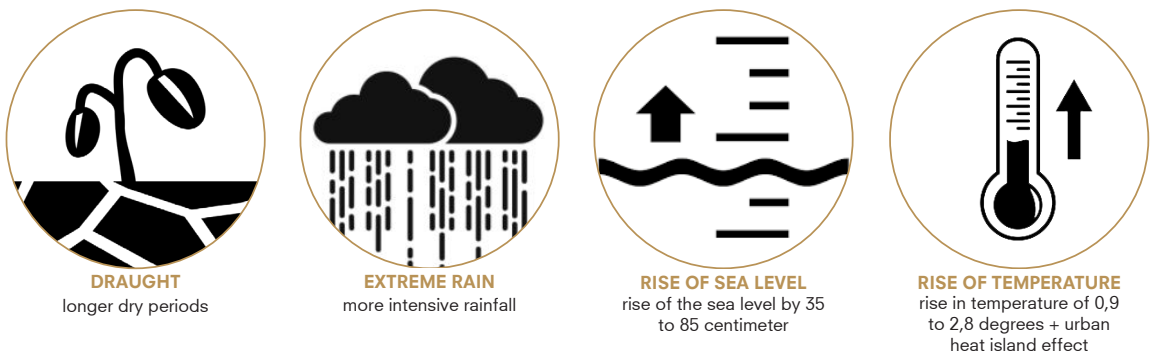 DRAUGHT
longer dry periods
EXTREME RAIN
more intensive rainfall
RISE OF SEA LEVEL
rise of the sea level by 35
to 85 centimeter
RISE OF TEMPERATURE
rise in temperature of 0,9
to 2,8 degrees + urban
heat island effect